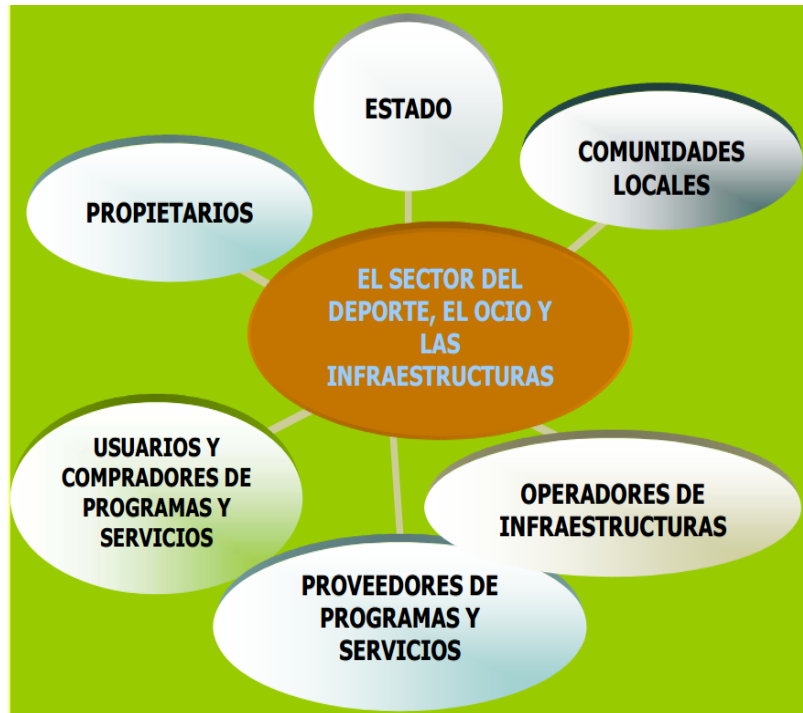 ESTADO
COMUNIDADES
LOCALES
PROPIETARIOS
EL SECTOR DEL
DEPORTE, EL OCIO Y
LAS
INFRAESTRUCTURAS
USUARIOS Y
COMPRADORES DE
PROGRAMAS Y
SERVICIOS
OPERADORES DE
INFRAESTRUCTURAS
PROVEEDORES DE
PROGRAMAS Y
SERVICIOS